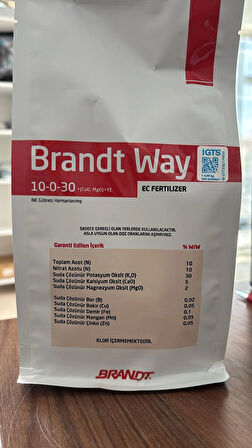 BRANDT
IGTS
Brandt Way
10-0-30 +(CaO, MgO)+TE
EC FERTILIZER
NK Gübresi Harmanlanmış
SADECE GEREKLİ OLAN YERLERDE KULLANILACAKTIR.
ASLA UYGUN OLAN DOZ ORANLARINI AŞMAYINIZ.
Garanti Edilen İçerik % W/W
Toplam Azot (N) 10
Nitrat Azotu (N) 10
Suda Çözünür Potasyum Oksit (K₂O) 30
Suda Çözünür Kalsiyum Oksit (CaO) 5
Suda Çözünür Magnezyum Oksit (MgO) 2
Suda Çözünür Bor (B) 0,02
Suda Çözünür Bakır (Cu) 0,05
Suda Çözünür Demir (Fe) 0,1
Suda Çözünür Mangan (Mn) 0,05
Suda Çözünür Çinko (Zn) 0,05
KLOR İÇERMEMEKTEDİR.
BRANDT